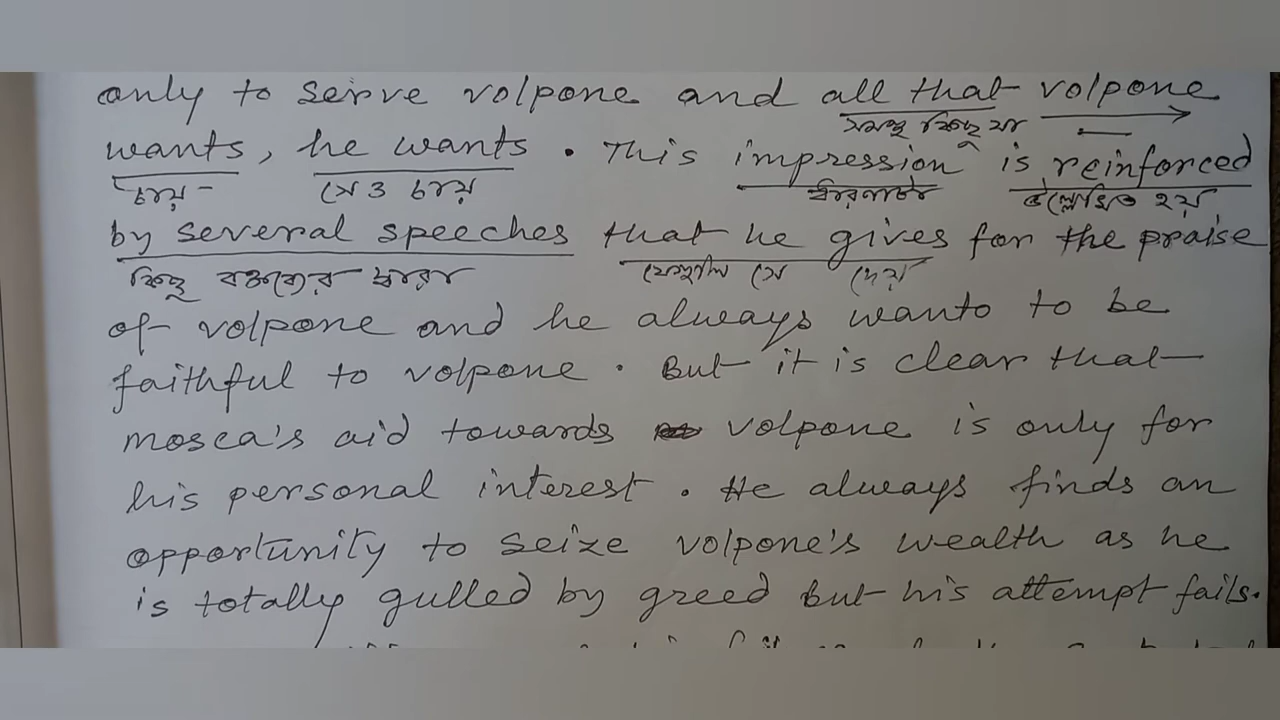 only to serve volpone and all that volpone
সমস্ত কিছু যা
wants, he wants. This impression is reinforced
চায় সে ও চায়
by several speeches that he gives for the praise
কিছু বক্তব্যের দ্বারা যেগুলি সে দেয়
of volpone and he always wants to be
faithful to volpone. But it is clear that
mosca's aid towards volpone is only for
his personal interest. He always finds an
opportunity to seize volpone's wealth as he
is totally gulled by greed but his attempt fails.